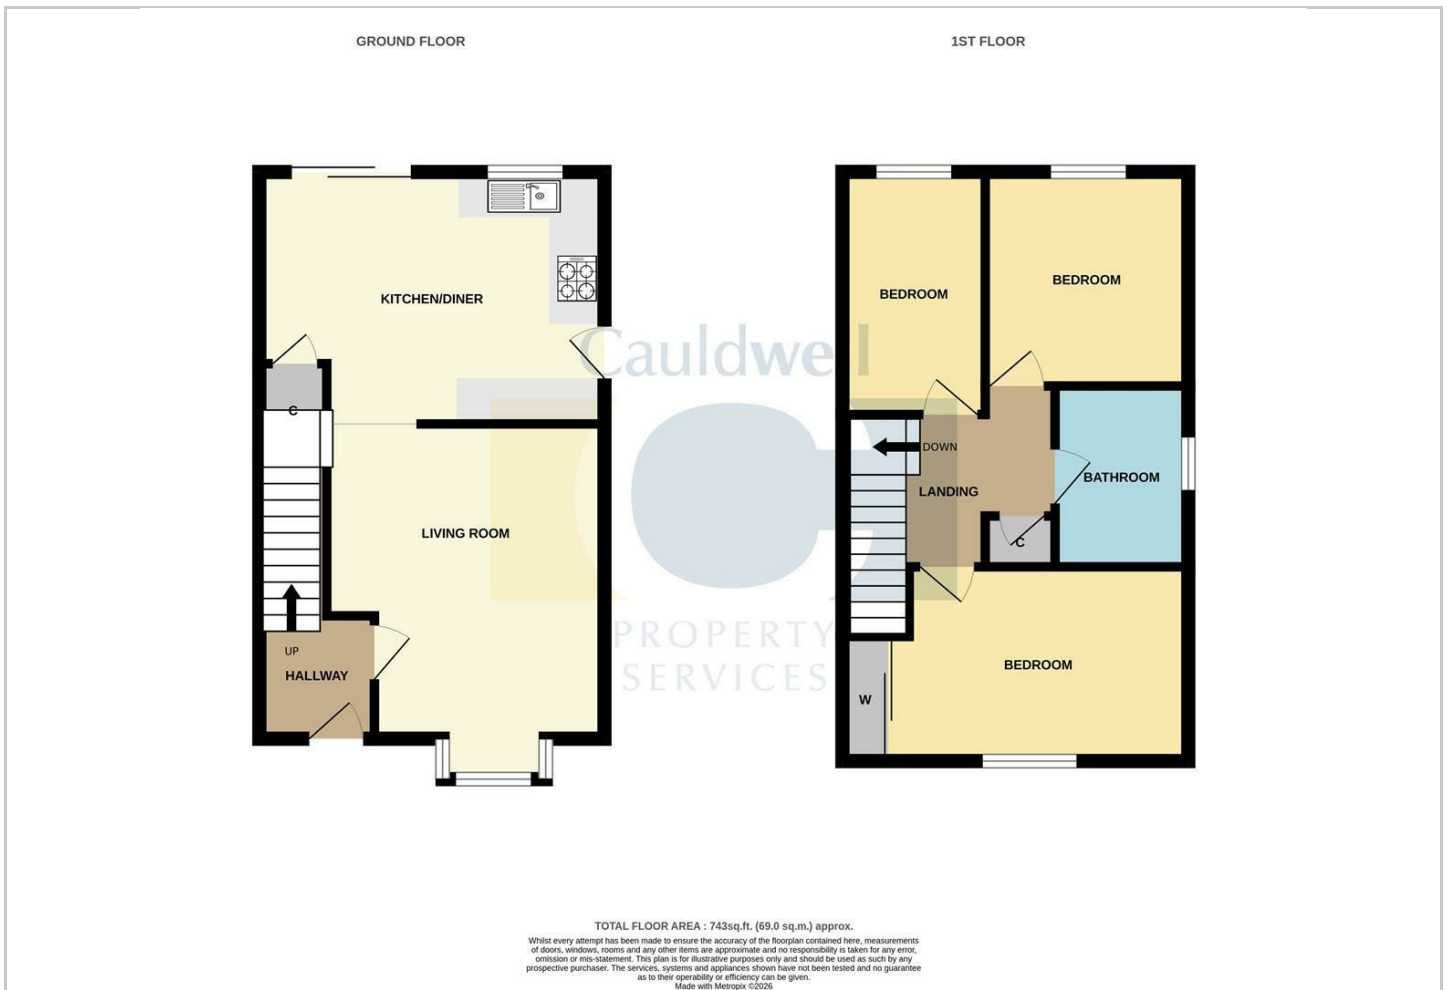 GROUND FLOOR
1ST FLOOR
KITCHEN/DINER
C
LIVING ROOM
UP
HALLWAY
BEDROOM
BEDROOM
DOWN
LANDING
BATHROOM
C
BEDROOM
W
Cauldwell
PROPERTY
SERVICES
TOTAL FLOOR AREA : 743sq.ft. (69.0 sq.m.) approx.
Whilst every attempt has been made to ensure the accuracy of the floorplan contained here, measurements
of doors, windows, rooms and any other items are approximate and no responsibility is taken for any error,
omission or mis-statement. This plan is for illustrative purposes only and should be used as such by any
prospective purchaser. The services, systems and appliances shown have not been tested and no guarantee
as to their operability or efficiency can be given.
Made with Metropix ©2026